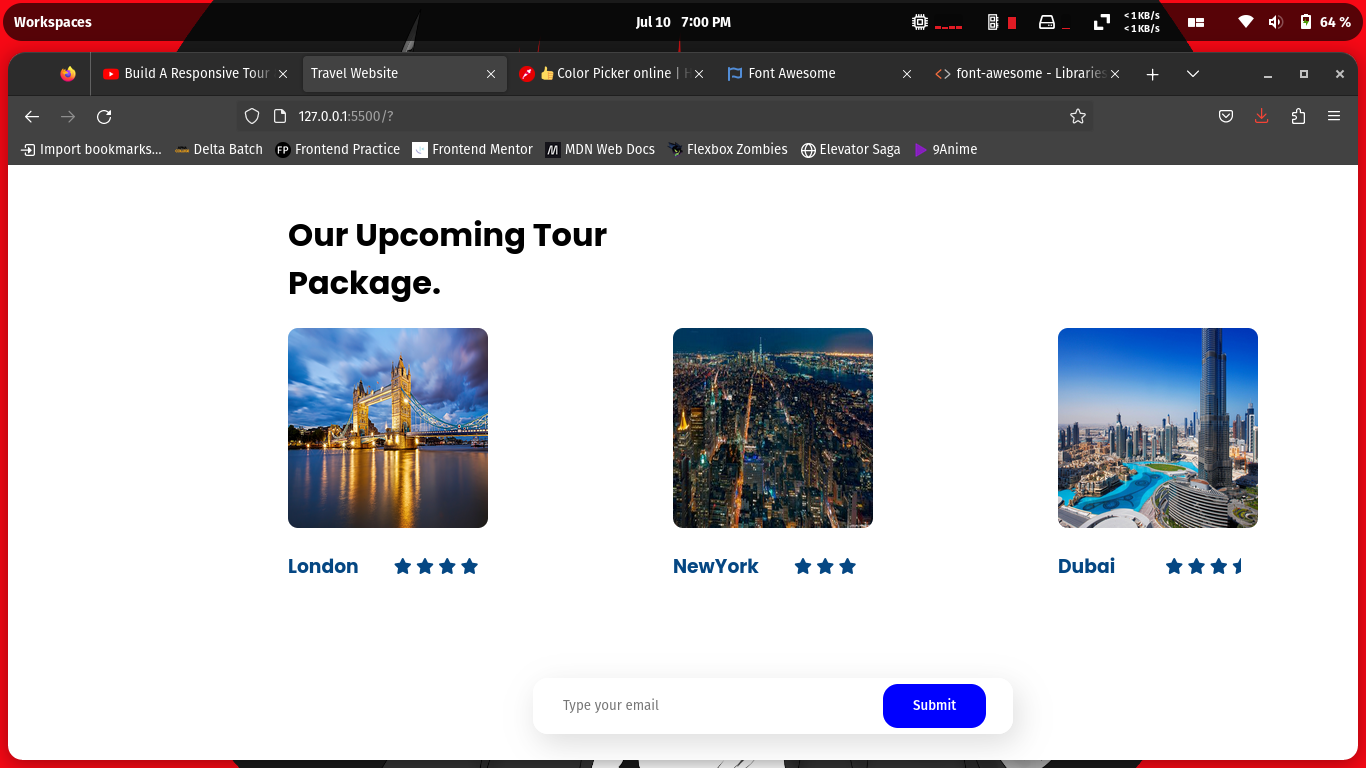 Workspaces
Jul 10 7:00 PM
< 1 KB/s
< 1 KB/s
64 %
Build A Responsive Tour
Travel Website
Color Picker online | H
Font Awesome
font-awesome - Libraries
127.0.0.1:5500/?
Import bookmarks...
Delta Batch
FP Frontend Practice
Frontend Mentor
MDN Web Docs
Flexbox Zombies
Elevator Saga
9Anime
Our Upcoming Tour
Package.
London
NewYork
Dubai
Type your email
Submit